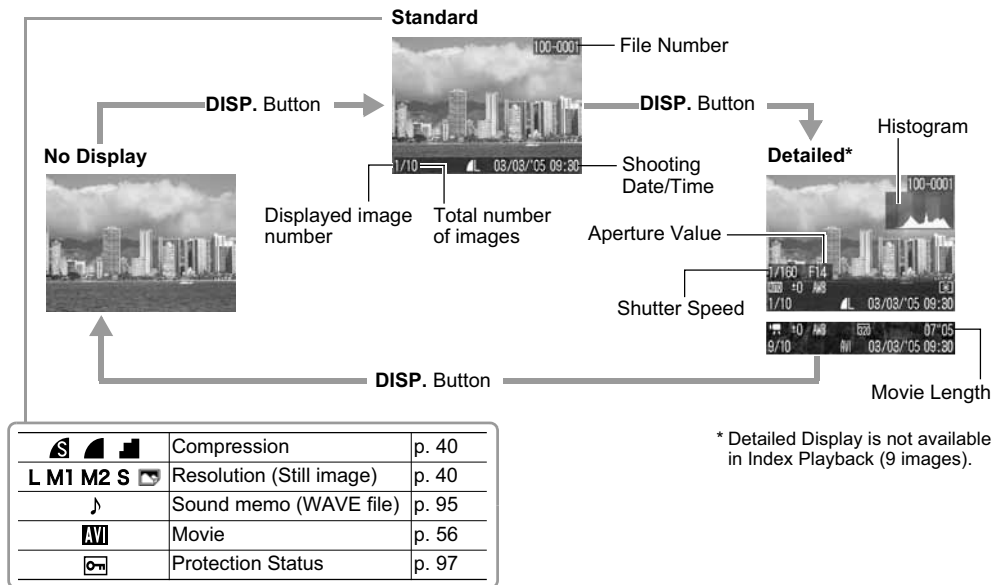 Standard
100-0001
File Number
DISP. Button
DISP. Button
Histogram
No Display
1/10
03/03/'05 09:30
Shooting
Date/Time
Detailed*
100-0001
Displayed image
number
Total number
of images
Aperture Value
1/160 F14
AUTO ±0 AWB
Shutter Speed
1/10 L 03/03/'05 09:30
±0 AWB 320 07"05
9/10 AVI 03/03/'05 09:30
DISP. Button
Movie Length
S Compression p. 40
L M1 M2 S Resolution (Still image) p. 40
Sound memo (WAVE file) p. 95
AVI Movie p. 56
Protection Status p. 97
* Detailed Display is not available
in Index Playback (9 images).